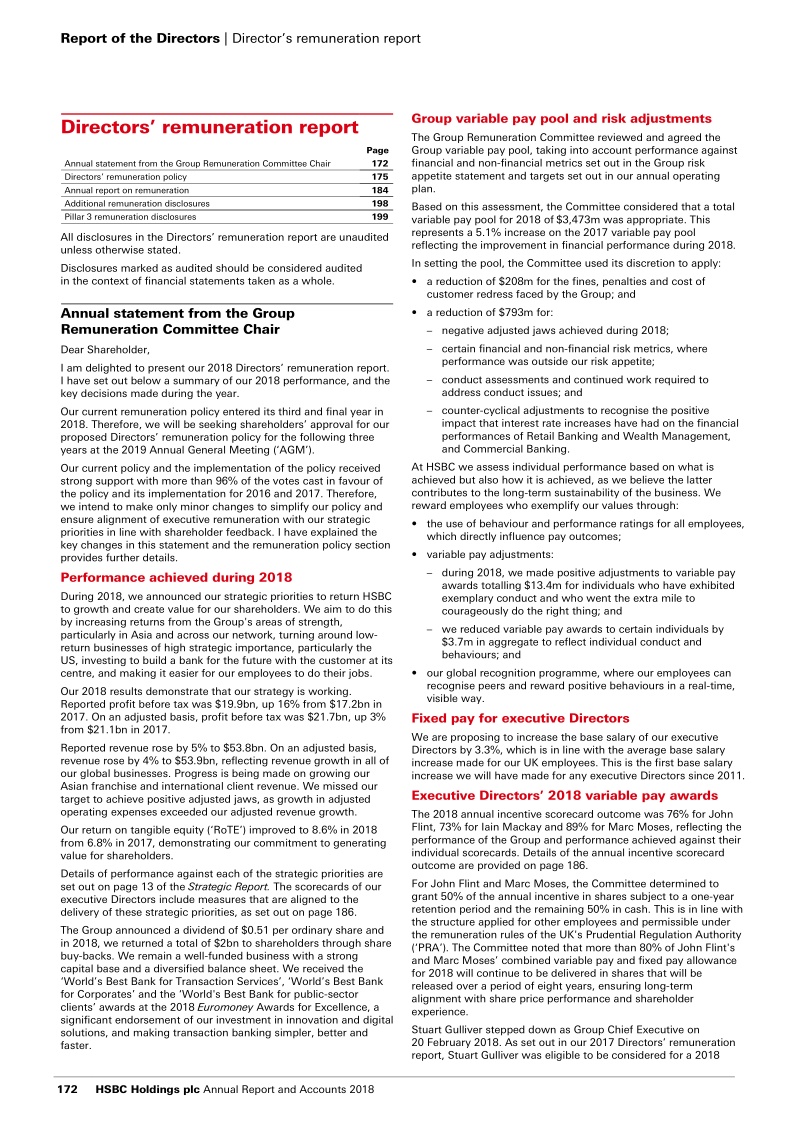 Report of the Directors | Director's remuneration report
Directors' remuneration report
Page
Annual statement from the Group Remuneration Committee Chair 172
Directors' remuneration policy 175
Annual report on remuneration 184
Additional remuneration disclosures 198
Pillar 3 remuneration disclosures 199
All disclosures in the Directors' remuneration report are unaudited
unless otherwise stated.
Disclosures marked as audited should be considered audited
in the context of financial statements taken as a whole.
Annual statement from the Group
Remuneration Committee Chair
Dear Shareholder,
I am delighted to present our 2018 Directors' remuneration report.
I have set out below a summary of our 2018 performance, and the
key decisions made during the year.
Our current remuneration policy entered its third and final year in
2018. Therefore, we will be seeking shareholders' approval for our
proposed Directors' remuneration policy for the following three
years at the 2019 Annual General Meeting ('AGM').
Our current policy and the implementation of the policy received
strong support with more than 96% of the votes cast in favour of
the policy and its implementation for 2016 and 2017. Therefore,
we intend to make only minor changes to simplify our policy and
ensure alignment of executive remuneration with our strategic
priorities in line with shareholder feedback. I have explained the
key changes in this statement and the remuneration policy section
provides further details.
Performance achieved during 2018
During 2018, we announced our strategic priorities to return HSBC
to growth and create value for our shareholders. We aim to do this
by increasing returns from the Group's areas of strength,
particularly in Asia and across our network, turning around low-
return businesses of high strategic importance, particularly the
US, investing to build a bank for the future with the customer at its
centre, and making it easier for our employees to do their jobs.
Our 2018 results demonstrate that our strategy is working.
Reported profit before tax was $19.9bn, up 16% from $17.2bn in
2017. On an adjusted basis, profit before tax was $21.7bn, up 3%
from $21.1bn in 2017.
Reported revenue rose by 5% to $53.8bn. On an adjusted basis,
revenue rose by 4% to $53.9bn, reflecting revenue growth in all of
our global businesses. Progress is being made on growing our
Asian franchise and international client revenue. We missed our
target to achieve positive adjusted jaws, as growth in adjusted
operating expenses exceeded our adjusted revenue growth.
Our return on tangible equity ('RoTE') improved to 8.6% in 2018
from 6.8% in 2017, demonstrating our commitment to generating
value for shareholders.
Details of performance against each of the strategic priorities are
set out on page 13 of the Strategic Report. The scorecards of our
executive Directors include measures that are aligned to the
delivery of these strategic priorities, as set out on page 186.
The Group announced a dividend of $0.51 per ordinary share and
in 2018, we returned a total of $2bn to shareholders through share
buy-backs. We remain a well-funded business with a strong
capital base and a diversified balance sheet. We received the
'World's Best Bank for Transaction Services', 'World's Best Bank
for Corporates' and the 'World's Best Bank for public-sector
clients' awards at the 2018 Euromoney Awards for Excellence, a
significant endorsement of our investment in innovation and digital
solutions, and making transaction banking simpler, better and
faster.
Group variable pay pool and risk adjustments
The Group Remuneration Committee reviewed and agreed the
Group variable pay pool, taking into account performance against
financial and non-financial metrics set out in the Group risk
appetite statement and targets set out in our annual operating
plan.
Based on this assessment, the Committee considered that a total
variable pay pool for 2018 of $3,473m was appropriate. This
represents a 5.1% increase on the 2017 variable pay pool
reflecting the improvement in financial performance during 2018.
In setting the pool, the Committee used its discretion to apply:
• a reduction of $208m for the fines, penalties and cost of
customer redress faced by the Group; and
• a reduction of $793m for:
– negative adjusted jaws achieved during 2018;
– certain financial and non-financial risk metrics, where
performance was outside our risk appetite;
– conduct assessments and continued work required to
address conduct issues; and
– counter-cyclical adjustments to recognise the positive
impact that interest rate increases have had on the financial
performances of Retail Banking and Wealth Management,
and Commercial Banking.
At HSBC we assess individual performance based on what is
achieved but also how it is achieved, as we believe the latter
contributes to the long-term sustainability of the business. We
reward employees who exemplify our values through:
• the use of behaviour and performance ratings for all employees,
which directly influence pay outcomes;
• variable pay adjustments:
– during 2018, we made positive adjustments to variable pay
awards totalling $13.4m for individuals who have exhibited
exemplary conduct and who went the extra mile to
courageously do the right thing; and
– we reduced variable pay awards to certain individuals by
$3.7m in aggregate to reflect individual conduct and
behaviours; and
• our global recognition programme, where our employees can
recognise peers and reward positive behaviours in a real-time,
visible way.
Fixed pay for executive Directors
We are proposing to increase the base salary of our executive
Directors by 3.3%, which is in line with the average base salary
increase made for our UK employees. This is the first base salary
increase we will have made for any executive Directors since 2011.
Executive Directors' 2018 variable pay awards
The 2018 annual incentive scorecard outcome was 76% for John
Flint, 73% for Iain Mackay and 89% for Marc Moses, reflecting the
performance of the Group and performance achieved against their
individual scorecards. Details of the annual incentive scorecard
outcome are provided on page 186.
For John Flint and Marc Moses, the Committee determined to
grant 50% of the annual incentive in shares subject to a one-year
retention period and the remaining 50% in cash. This is in line with
the structure applied for other employees and permissible under
the remuneration rules of the UK's Prudential Regulation Authority
('PRA'). The Committee noted that more than 80% of John Flint's
and Marc Moses' combined variable pay and fixed pay allowance
for 2018 will continue to be delivered in shares that will be
released over a period of eight years, ensuring long-term
alignment with share price performance and shareholder
experience.
Stuart Gulliver stepped down as Group Chief Executive on
20 February 2018. As set out in our 2017 Directors' remuneration
report, Stuart Gulliver was eligible to be considered for a 2018
172 HSBC Holdings plc Annual Report and Accounts 2018